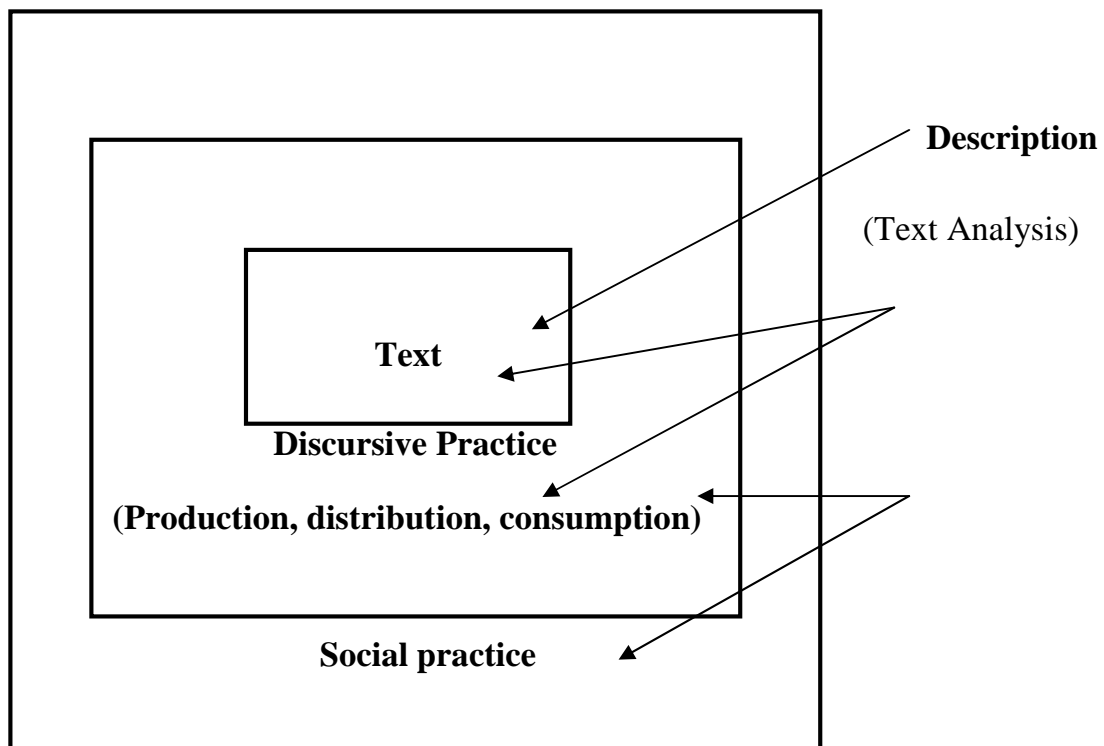 Description
(Text Analysis)
Text
Discursive Practice
(Production, distribution, consumption)
Social practice